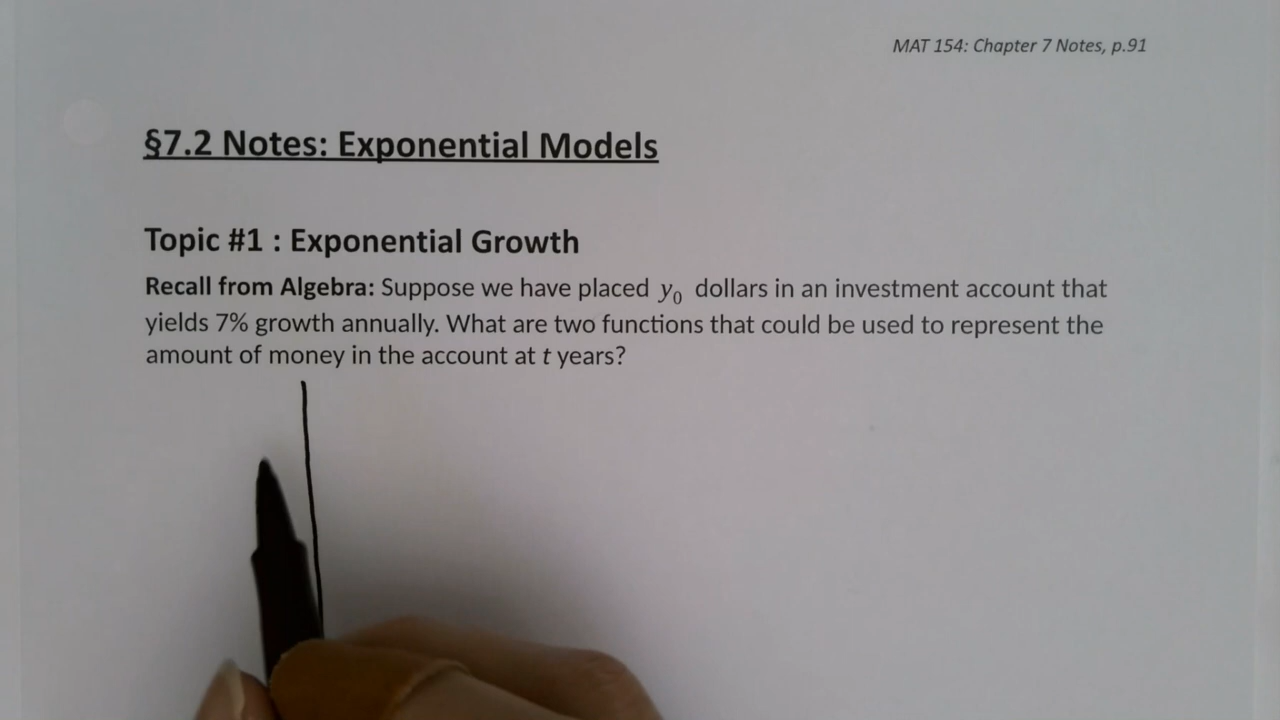 MAT 154: Chapter 7 Notes, p.91
§7.2 Notes: Exponential Models
Topic #1 : Exponential Growth
Recall from Algebra: Suppose we have placed y₀ dollars in an investment account that
yields 7% growth annually. What are two functions that could be used to represent the
amount of money in the account at t years?